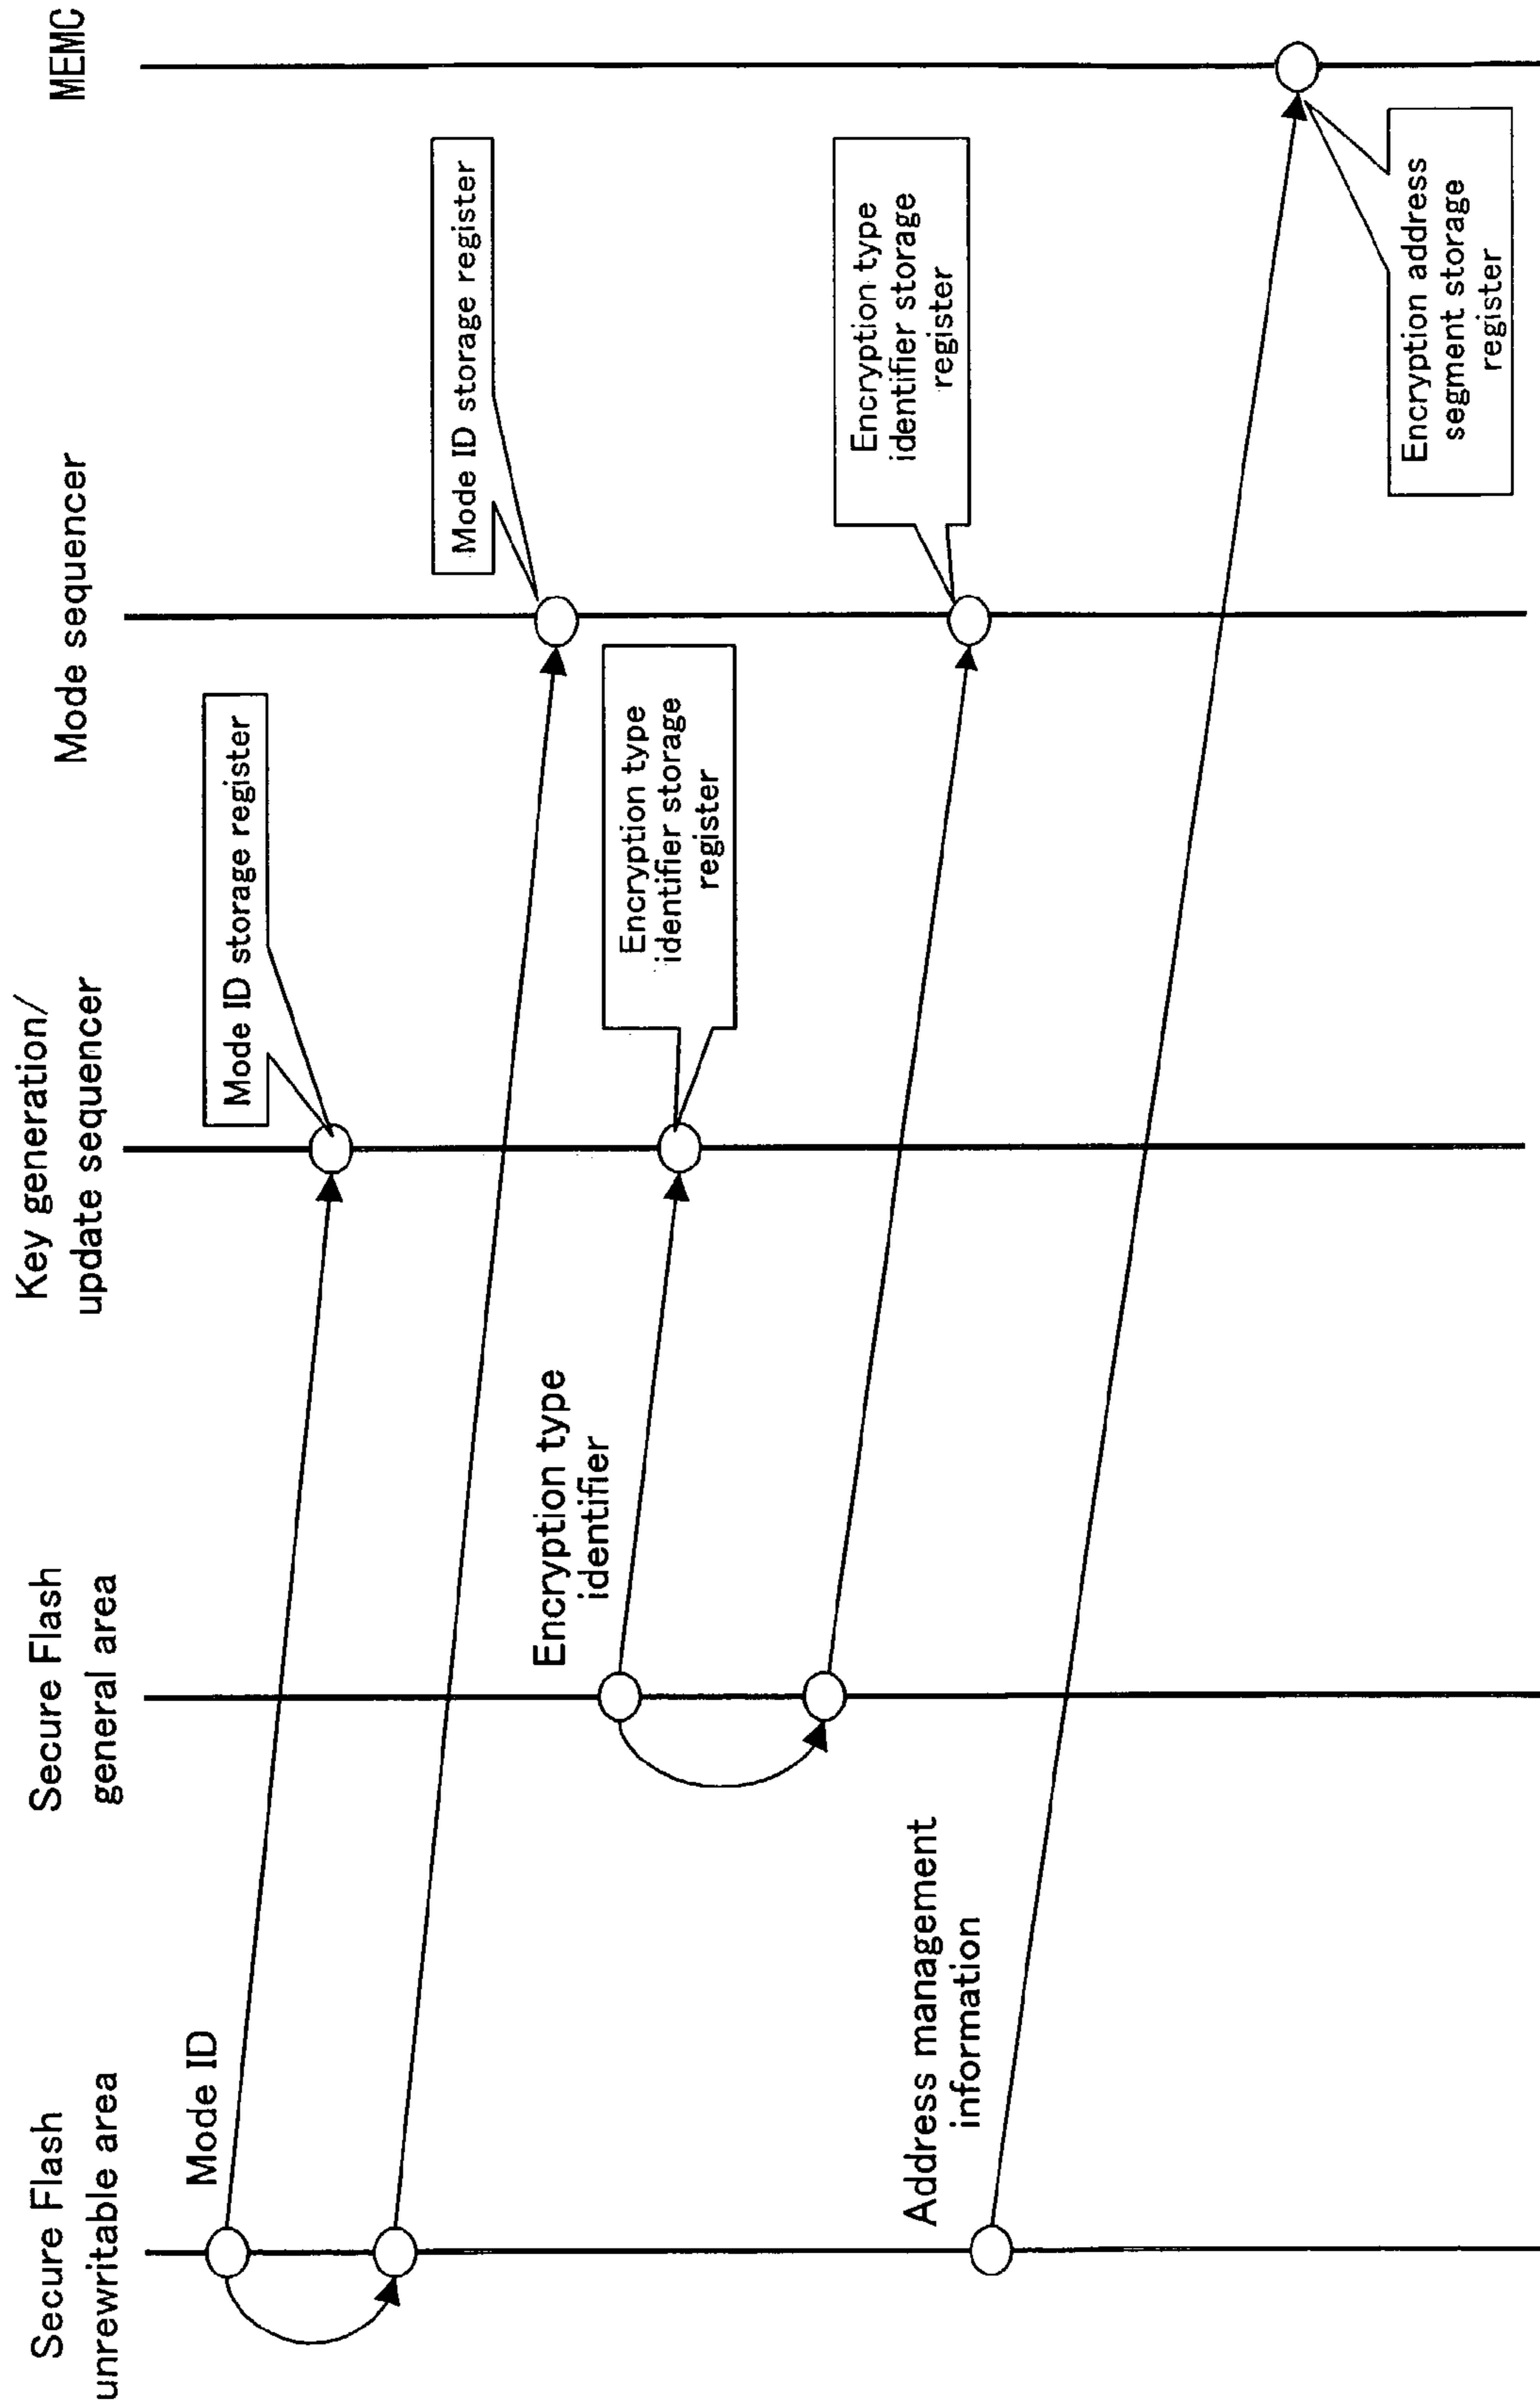 Secure Flash
unrewritable area
Secure Flash
general area
Key generation/
update sequencer
Mode sequencer
MEMC
Mode ID
Mode ID storage register
Mode ID storage register
Encryption type
identifier
Encryption type
identifier storage
register
Encryption type
identifier storage
register
Address management
information
Encryption address
segment storage
register